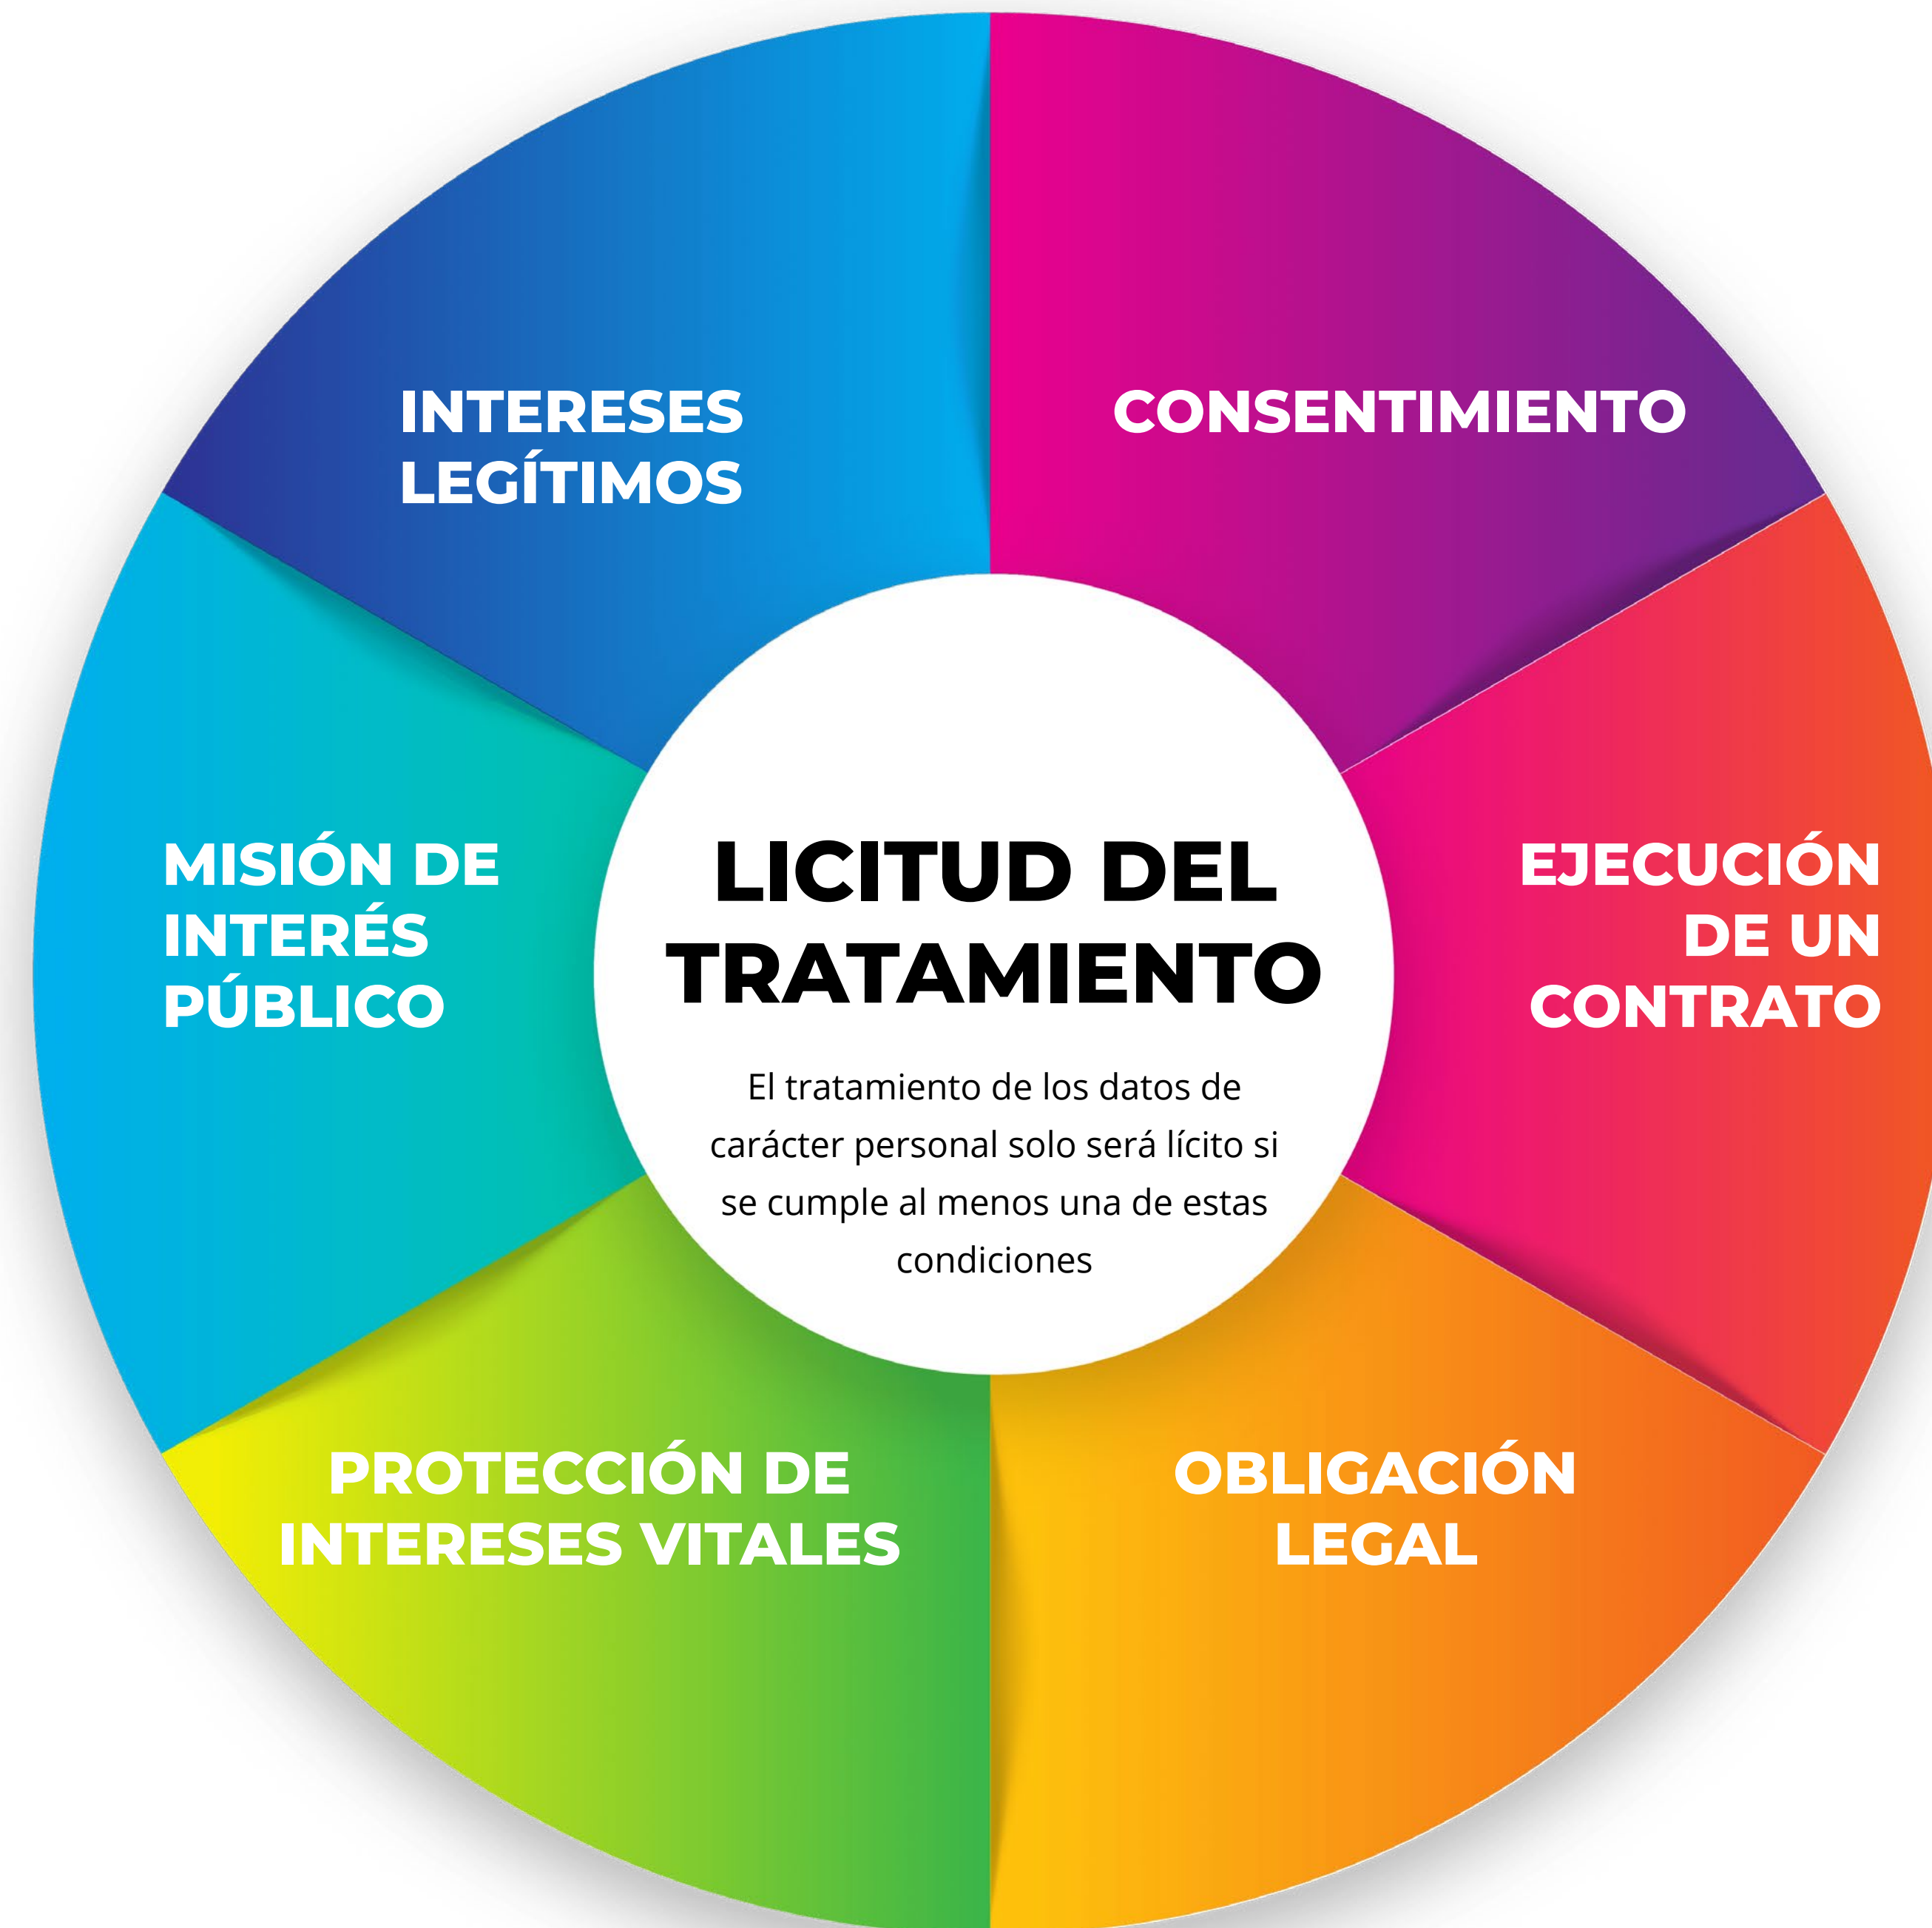 INTERESES
LEGÍTIMOS
CONSENTIMIENTO
MISIÓN DE
INTERÉS
PÚBLICO
LICITUD DEL
TRATAMIENTO
El tratamiento de los datos de
carácter personal solo será lícito si
se cumple al menos una de estas
condiciones
EJECUCIÓN
DE UN
CONTRATO
PROTECCIÓN DE
INTERESES VITALES
OBLIGACIÓN
LEGAL